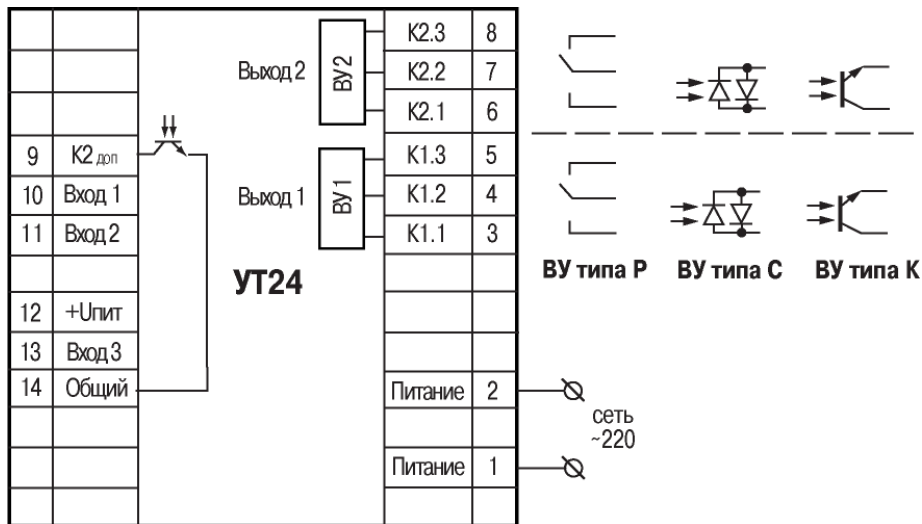 К2.3 8
Выход 2 ВУ2 К2.2 7
К2.1 6
9 К2 доп К1.3 5
10 Вход 1 Выход 1 ВУ1 К1.2 4
11 Вход 2 К1.1 3
ВУ типа Р ВУ типа С ВУ типа К
УТ24
12 +Uпит
13 Вход 3
14 Общий Питание 2
сеть
~220
Питание 1